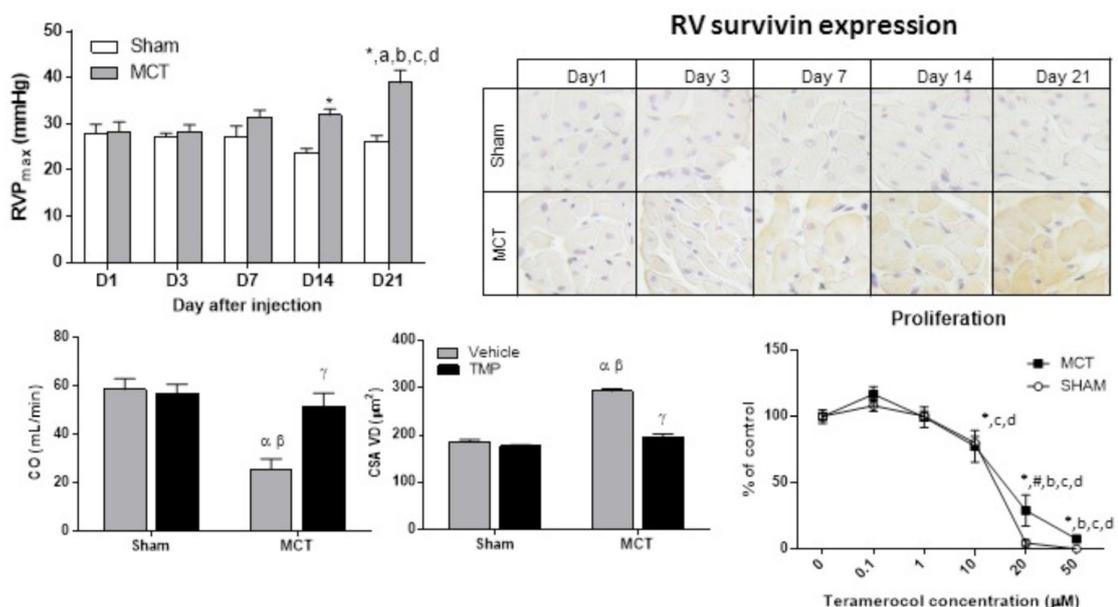 50
40
30
20
10
0
RVPmax (mmHg)
Sham
MCT
*,a,b,c,d
*
D1 D3 D7 D14 D21
Day after injection
RV survivin expression
Day1 Day 3 Day 7 Day 14 Day 21
Sham
MCT
80
60
40
20
0
CO (mL/min)
α β
γ
Sham MCT
400
300
200
100
0
CSA VD (µm²)
Vehicle
TMP
α β
γ
Sham MCT
Proliferation
150
100
50
0
% of control
MCT
SHAM
*,c,d
*,#,b,c,d
*,b,c,d
0 0.1 1 10 20 50
Teramerocol concentration (µM)